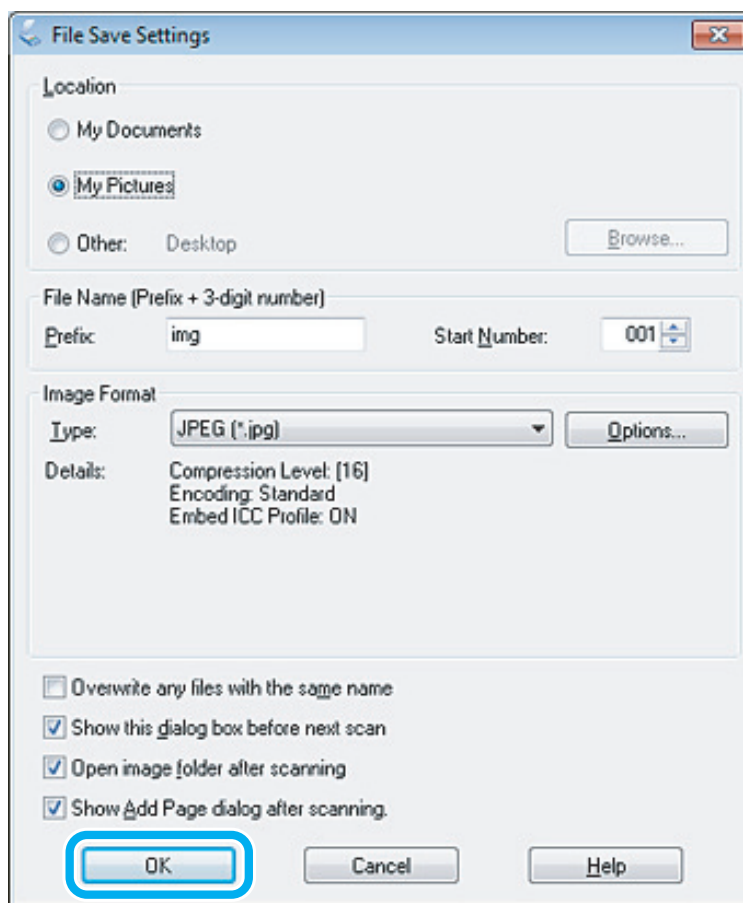 File Save Settings
Location
My Documents
My Pictures
Other: Desktop Browse...
File Name (Prefix + 3-digit number)
Prefix: img Start Number: 001
Image Format
Type: JPEG (*.jpg) Options...
Details: Compression Level: [16]
Encoding: Standard
Embed ICC Profile: ON
Overwrite any files with the same name
Show this dialog box before next scan
Open image folder after scanning
Show Add Page dialog after scanning.
OK Cancel Help